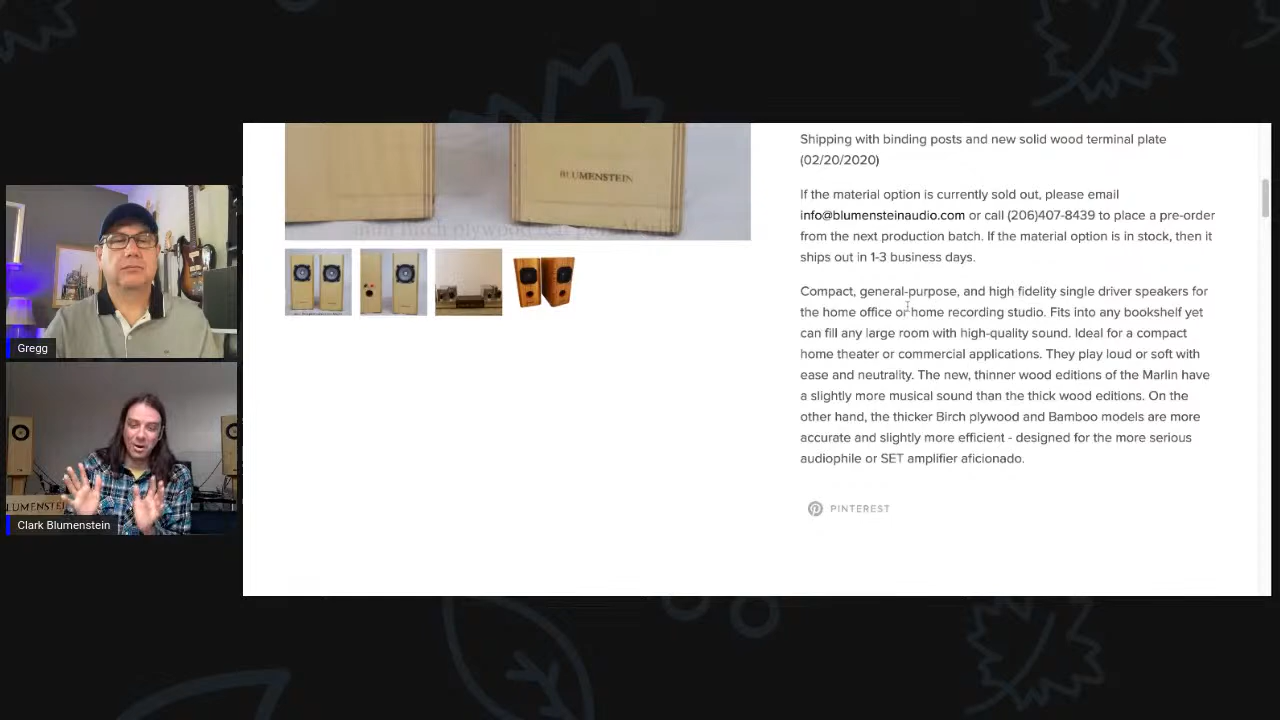 Shipping with binding posts and new solid wood terminal plate
(02/20/2020)
If the material option is currently sold out, please email
info@blumensteinaudio.com or call (206)407-8439 to place a pre-order
from the next production batch. If the material option is in stock, then it
ships out in 1-3 business days.
Compact, general-purpose, and high fidelity single driver speakers for
the home office or home recording studio. Fits into any bookshelf yet
can fill any large room with high-quality sound. Ideal for a compact
home theater or commercial applications. They play loud or soft with
ease and neutrality. The new, thinner wood editions of the Marlin have
a slightly more musical sound than the thick wood editions. On the
other hand, the thicker Birch plywood and Bamboo models are more
accurate and slightly more efficient - designed for the more serious
audiophile or SET amplifier aficionado.
PINTEREST
BLUMENSTEIN
Birch plywood
Gregg
LUMENSTEI
Clark Blumenstein